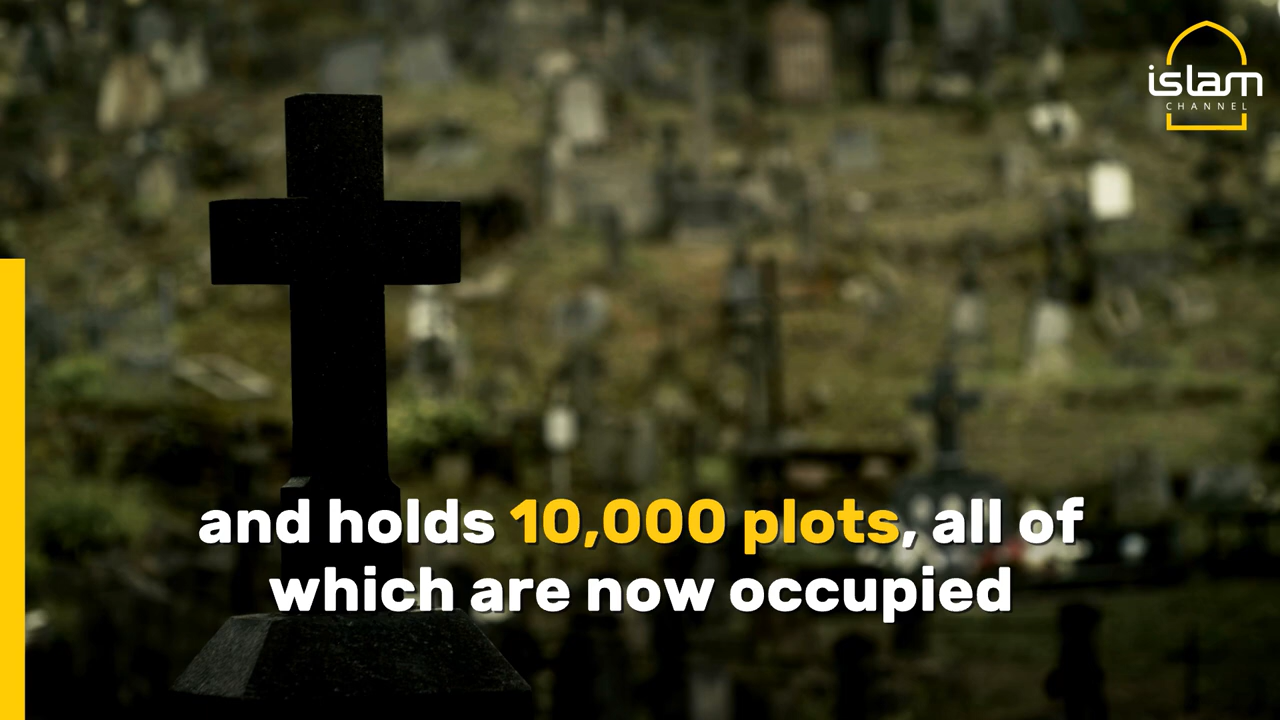 islam
CHANNEL
and holds 10,000 plots, all of
which are now occupied